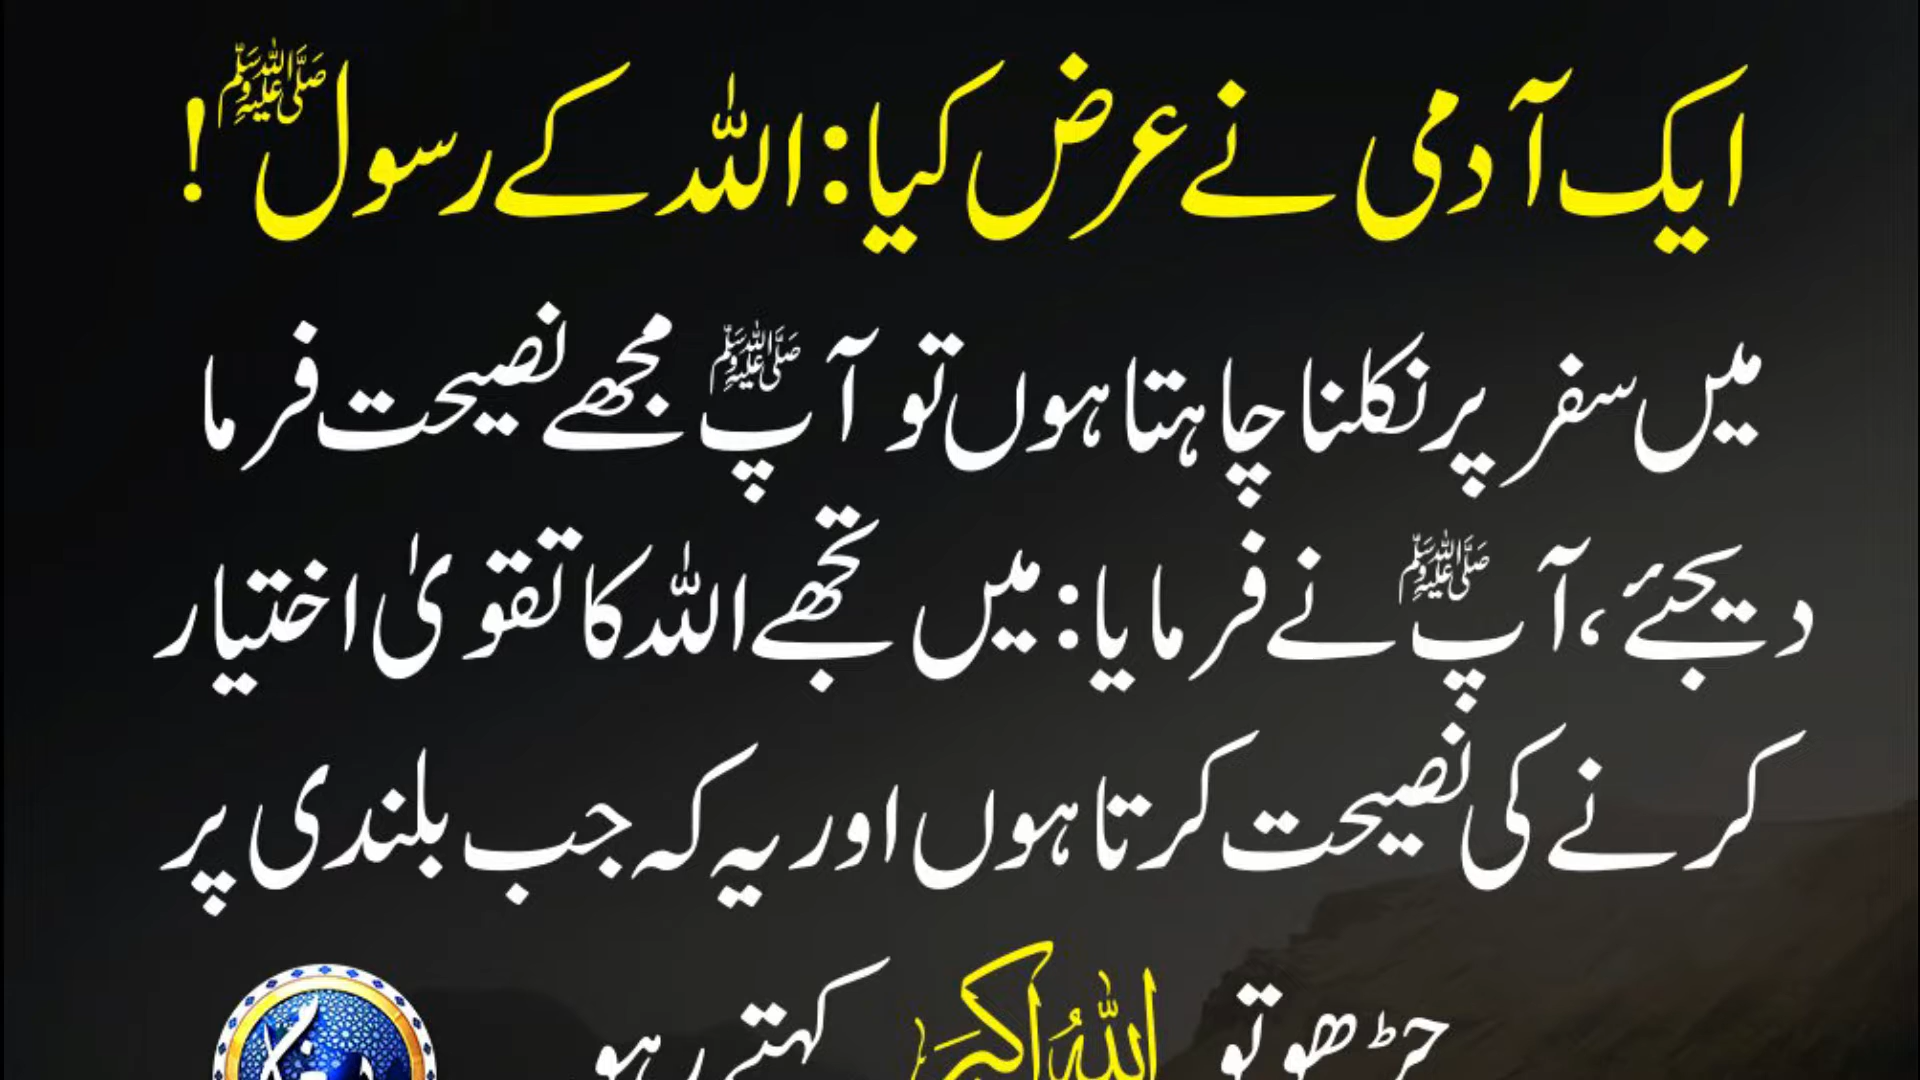 ایک آدمی نے عرض کیا: اللہ کے رسول ﷺ!
میں سفر پر نکلنا چاہتا ہوں تو آپ ﷺ مجھے نصیحت فرما
دیجئے، آپ ﷺ نے فرمایا: میں تجھے اللہ کا تقویٰ اختیار
کرنے کی نصیحت کرتا ہوں اور یہ کہ جب بلندی پر
چڑھو تو اللهُ اکبَر کہتے رہو